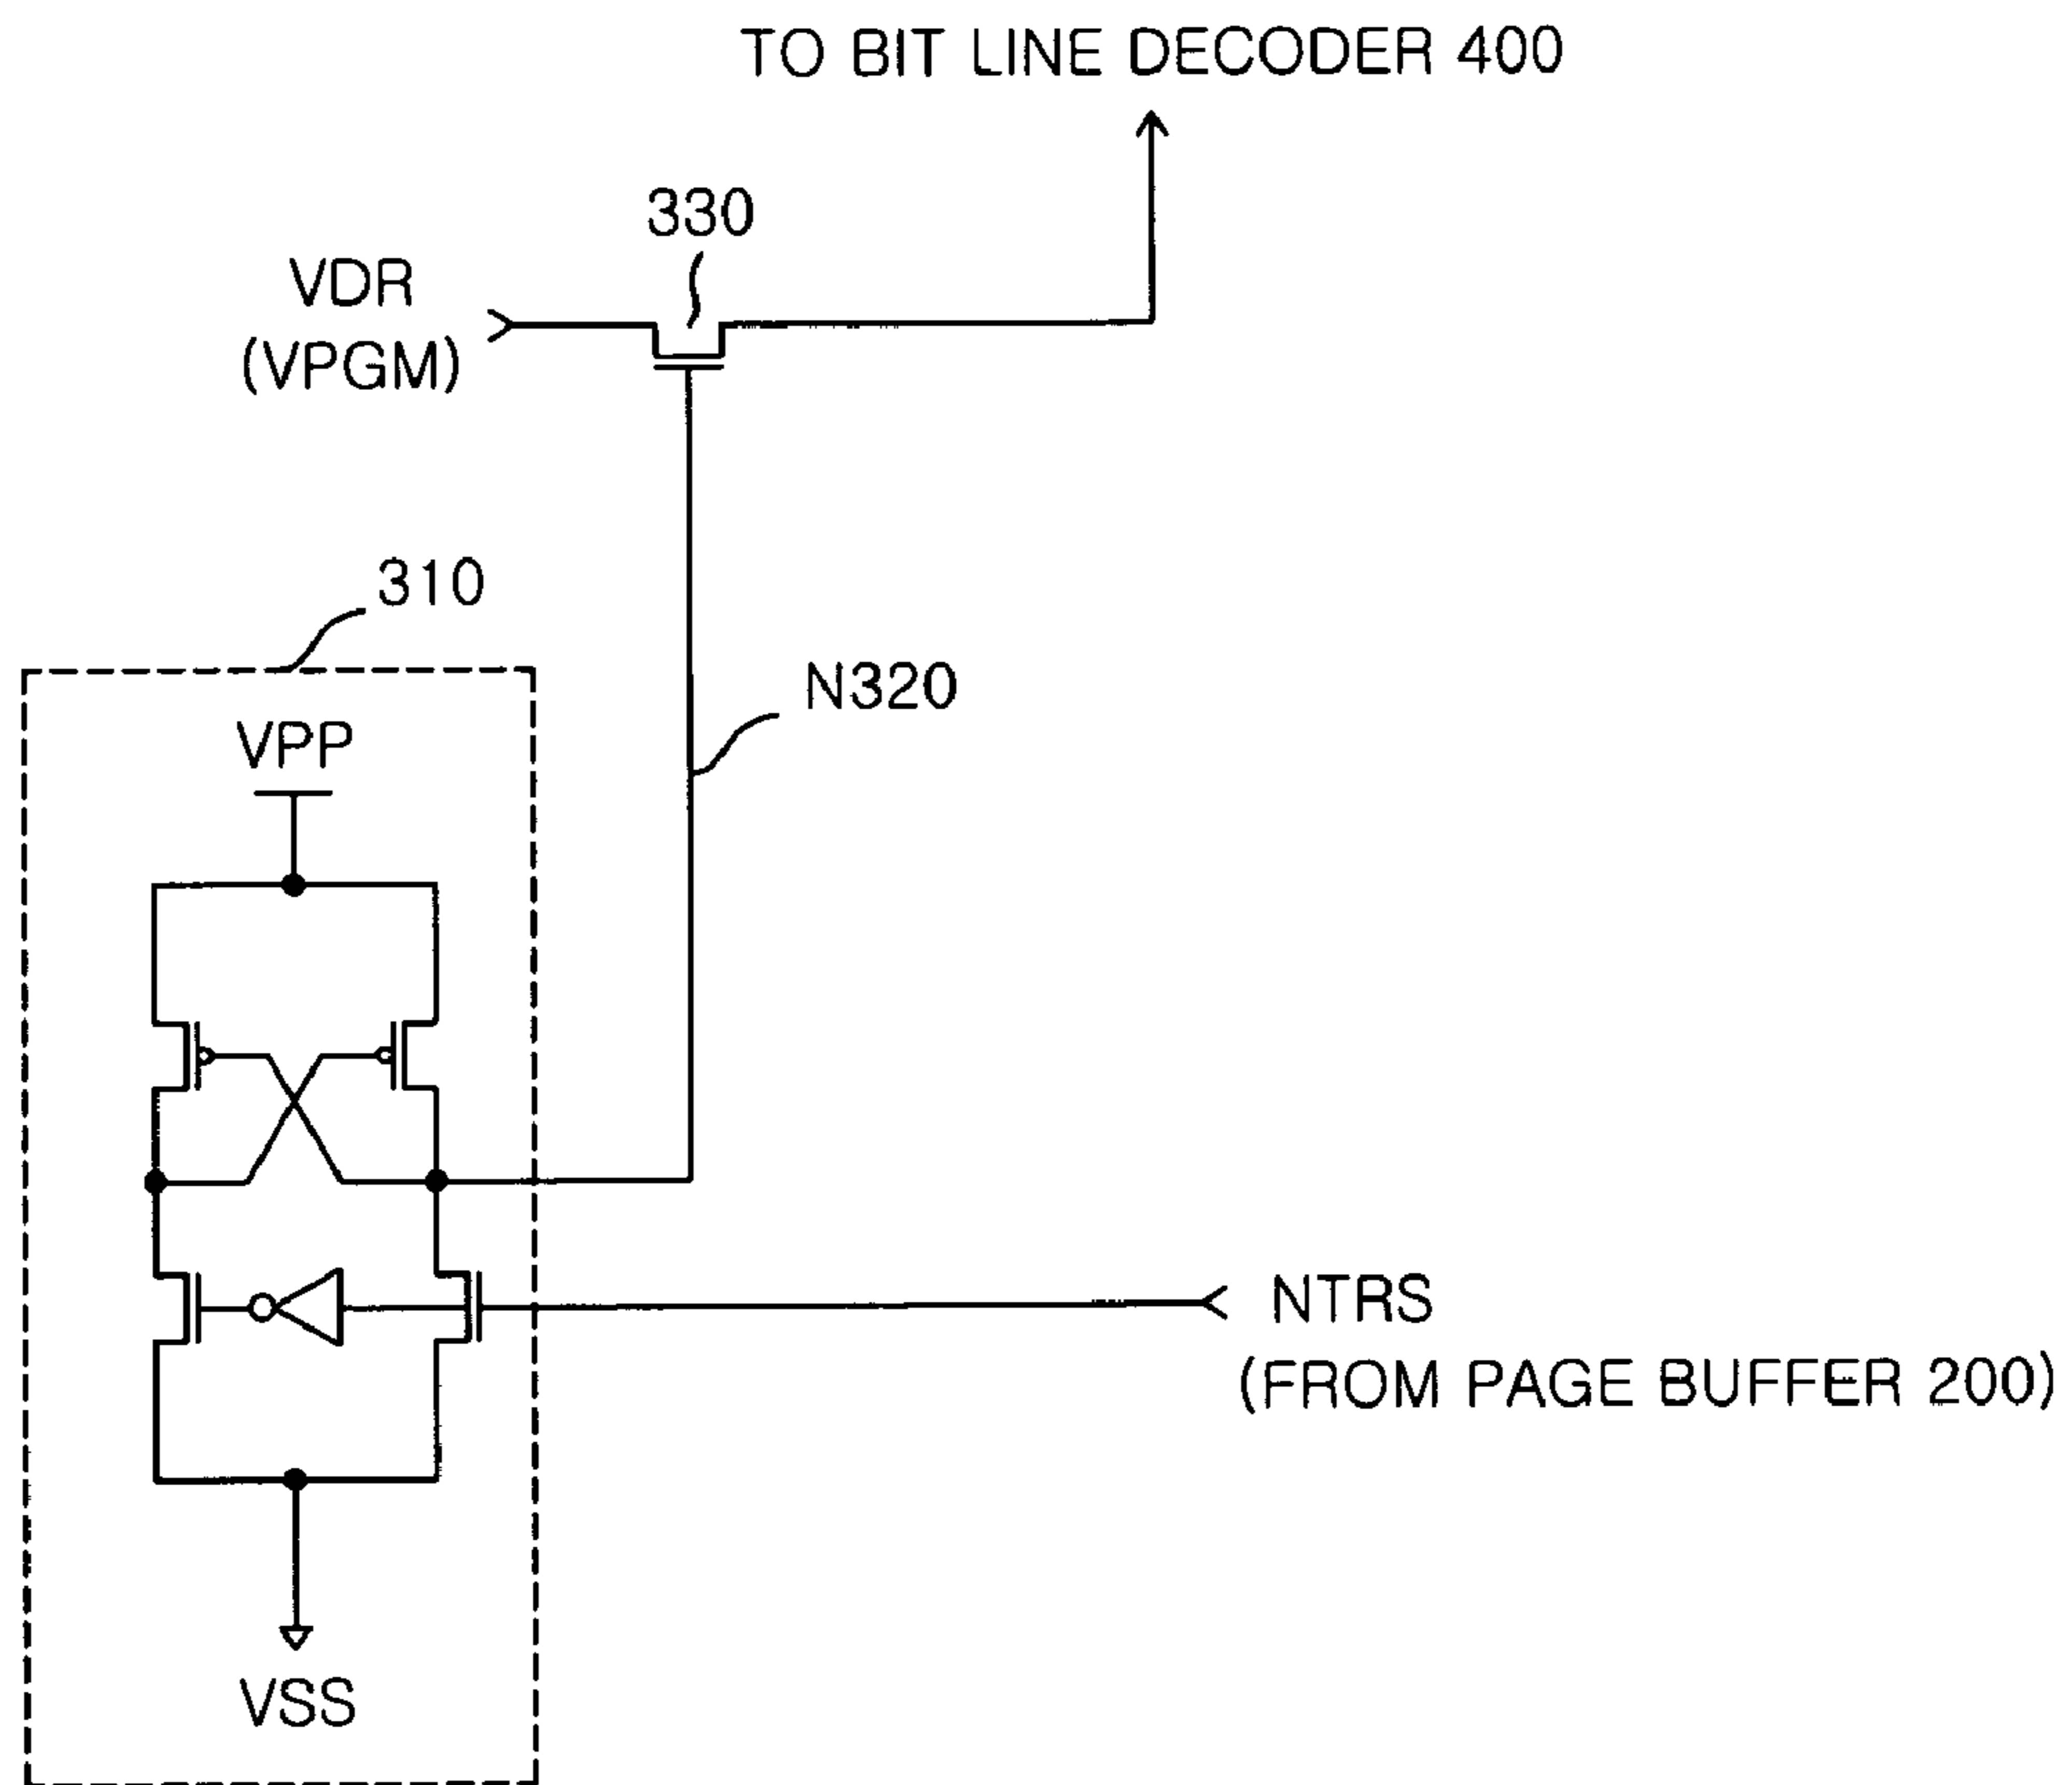 TO BIT LINE DECODER 400
330
VDR
(VPGM)
310
N320
VPP
NTRS
(FROM PAGE BUFFER 200)
VSS